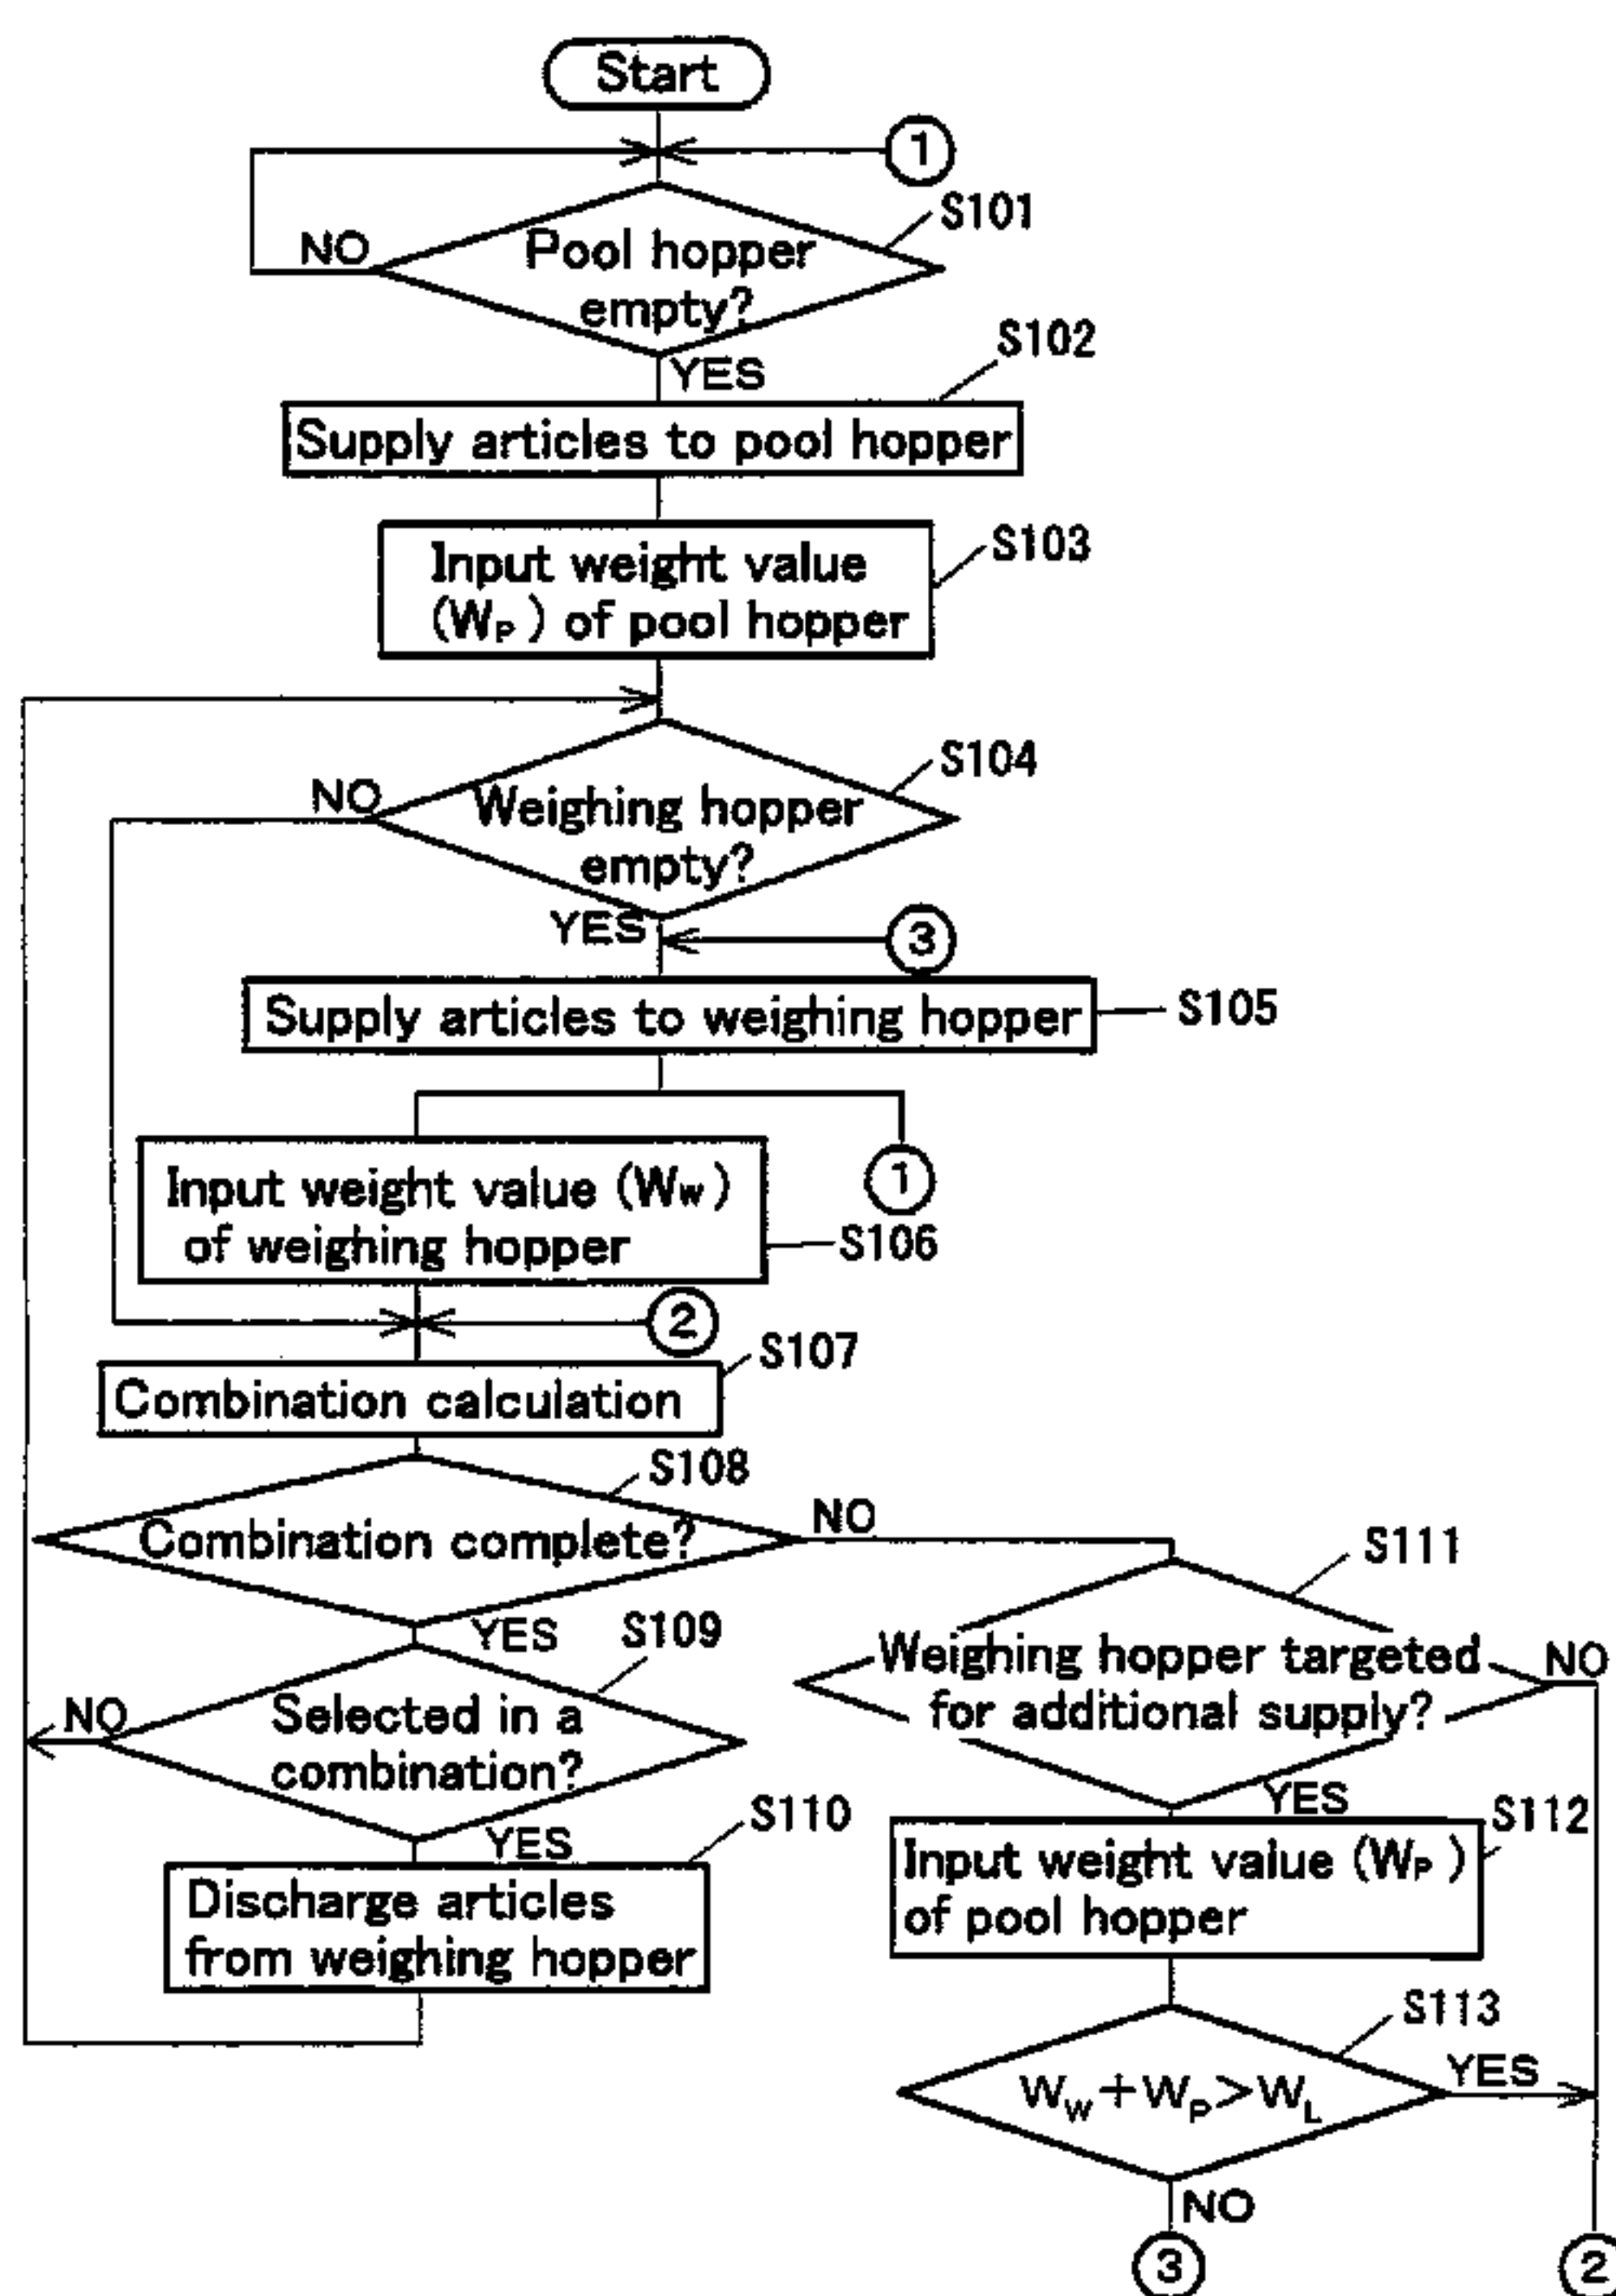 Start
①
S101
NO
Pool hopper
empty?
YES
S102
Supply articles to pool hopper
S103
Input weight value
(WP) of pool hopper
S104
NO
Weighing hopper
empty?
YES
③
Supply articles to weighing hopper
S105
Input weight value (WW)
of weighing hopper
①
S106
②
S107
Combination calculation
S108
Combination complete?
NO
S111
YES
S109
Weighing hopper targeted
for additional supply?
NO
NO
Selected in a
combination?
YES
S110
YES
S112
Discharge articles
from weighing hopper
Input weight value (WP)
of pool hopper
S113
WW+WP>WL
YES
NO
③
②